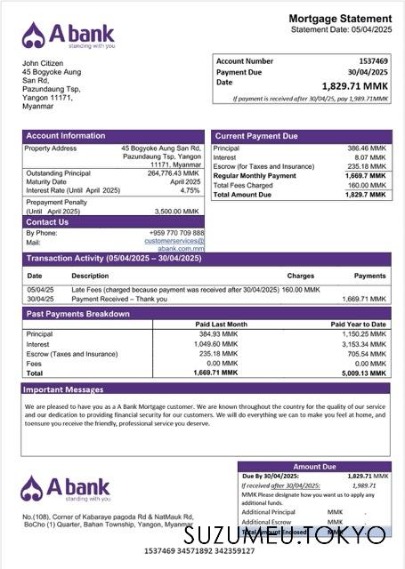 A bank
standing with you
Mortgage Statement
Statement Date: 05/04/2025
John Citizen
45 Bogyoke Aung
San Rd,
Pazundaung Tsp,
Yangon 11171,
Myanmar
Account Number 1537469
Payment Due 30/04/2025
Date
1,829.71 MMK
If payment is received after 30/04/25, pay 1,989.71MMK
Account Information
Property Address 45 Bogyoke Aung San Rd,
Pazundaung Tsp, Yangon
11171, Myanmar
Outstanding Principal 264,776.43 MMK
Maturity Date April 2025
Interest Rate (Until April 2025) 4.75%
Prepayment Penalty
(Until April 2025) 3,500.00 MMK
Contact Us
By Phone: +959 770 709 888
Mail: customerservices@
abank.com.mm
Current Payment Due
Principal 386.46 MMK
Interest 8.07 MMK
Escrow (for Taxes and Insurance) 235.18 MMK
Regular Monthly Payment 1,669.7 MMK
Total Fees Charged 160.00 MMK
Total Amount Due 1,829.7 MMK
Transaction Activity (05/04/2025 – 30/04/2025)
Date Description Charges Payments
05/04/25 Late Fees (charged because payment was received after 30/04/2025) 160.00 MMK
30/04/25 Payment Received – Thank you 1,669.71 MMK
Past Payments Breakdown
Paid Last Month Paid Year to Date
Principal 384.93 MMK 1,150.25 MMK
Interest 1,049.60 MMK 3,153.34 MMK
Escrow (Taxes and Insurance) 235.18 MMK 705.54 MMK
Fees 0.00 MMK 0.00 MMK
Total 1,669.71 MMK 5,009.13 MMK
Important Messages
We are pleased to have you as a A Bank Mortgage customer. We are known throughout the country for the quality of our service
and our dedication to providing financial security for our customers. We will do everything we can to make you feel at home, and
toensure you receive the friendly, professional service you deserve.
A bank
standing with you
No.(108), Corner of Kabaraye pagoda Rd & NatMauk Rd,
BoCho (1) Quarter, Bahan Township, Yangon, Myanmar
Amount Due
Due By 30/04/2025: 1,829.71 MMK
If received after 30/04/2025: 1,989.71
MMK Please designate how you want us to apply any
additional funds.
Additional Principal MMK .
Additional Escrow MMK .
Total Amount Enclosed MMK .
SUZUMEU.TOKYO
1537469 34571892 342359127